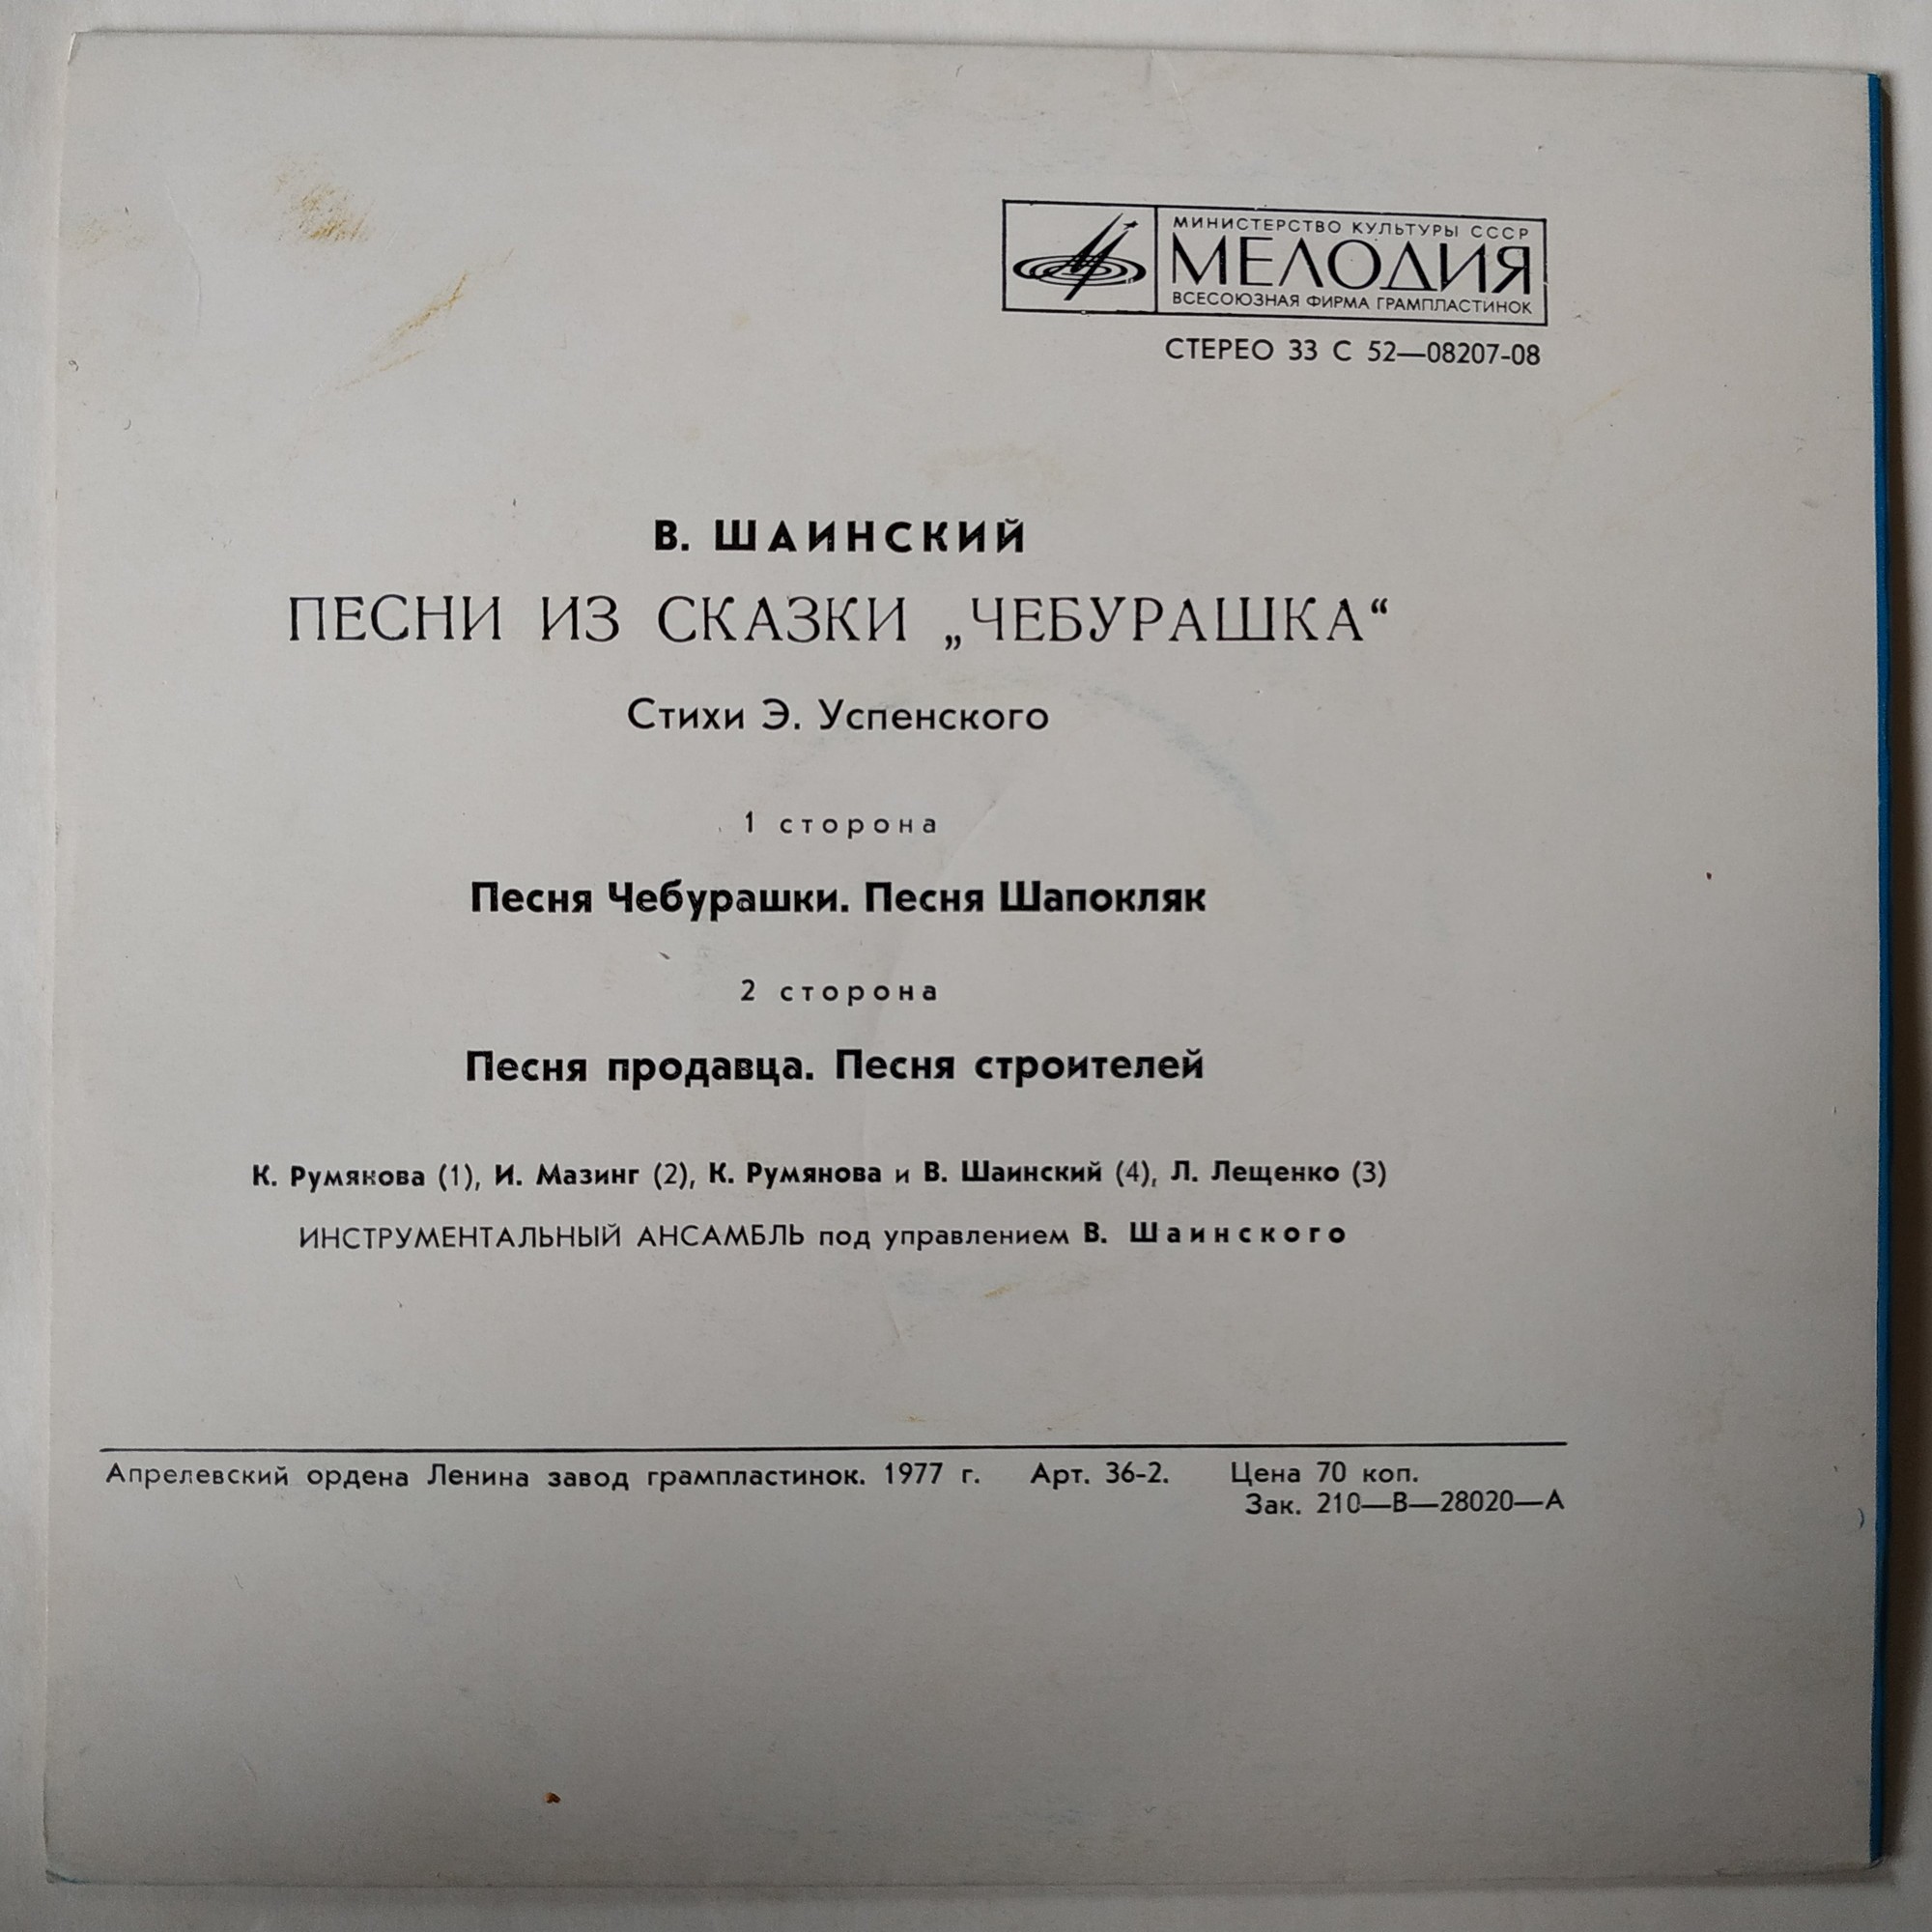 МИНИСТЕРСТВО КУЛЬТУРЫ СССР
МЕЛОДИЯ
ВСЕСОЮЗНАЯ ФИРМА ГРАМПЛАСТИНОК
СТЕРЕО 33 С 52—08207-08
В. ШАИНСКИЙ
ПЕСНИ ИЗ СКАЗКИ „ЧЕБУРАШКА“
Стихи Э. Успенского
1 сторона
Песня Чебурашки. Песня Шапокляк
2 сторона
Песня продавца. Песня строителей
К. Румянова (1), И. Мазинг (2), К. Румянова и В. Шаинский (4), Л. Лещенко (3)
ИНСТРУМЕНТАЛЬНЫЙ АНСАМБЛЬ под управлением В. Шаинского
Апрелевский ордена Ленина завод грампластинок. 1977 г. Арт. 36-2. Цена 70 коп.
Зак. 210—В—28020—А